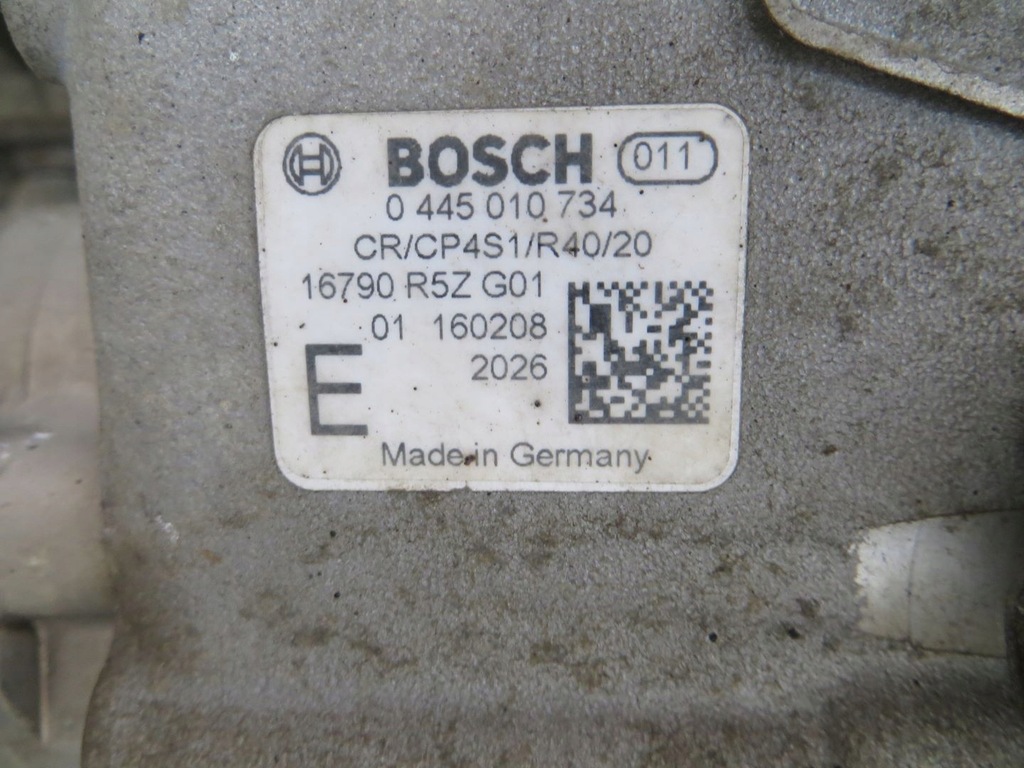 BOSCH 011
0 445 010 734
CR/CP4S1/R40/20
16790 R5Z G01
01 160208
2026
E
Made in Germany